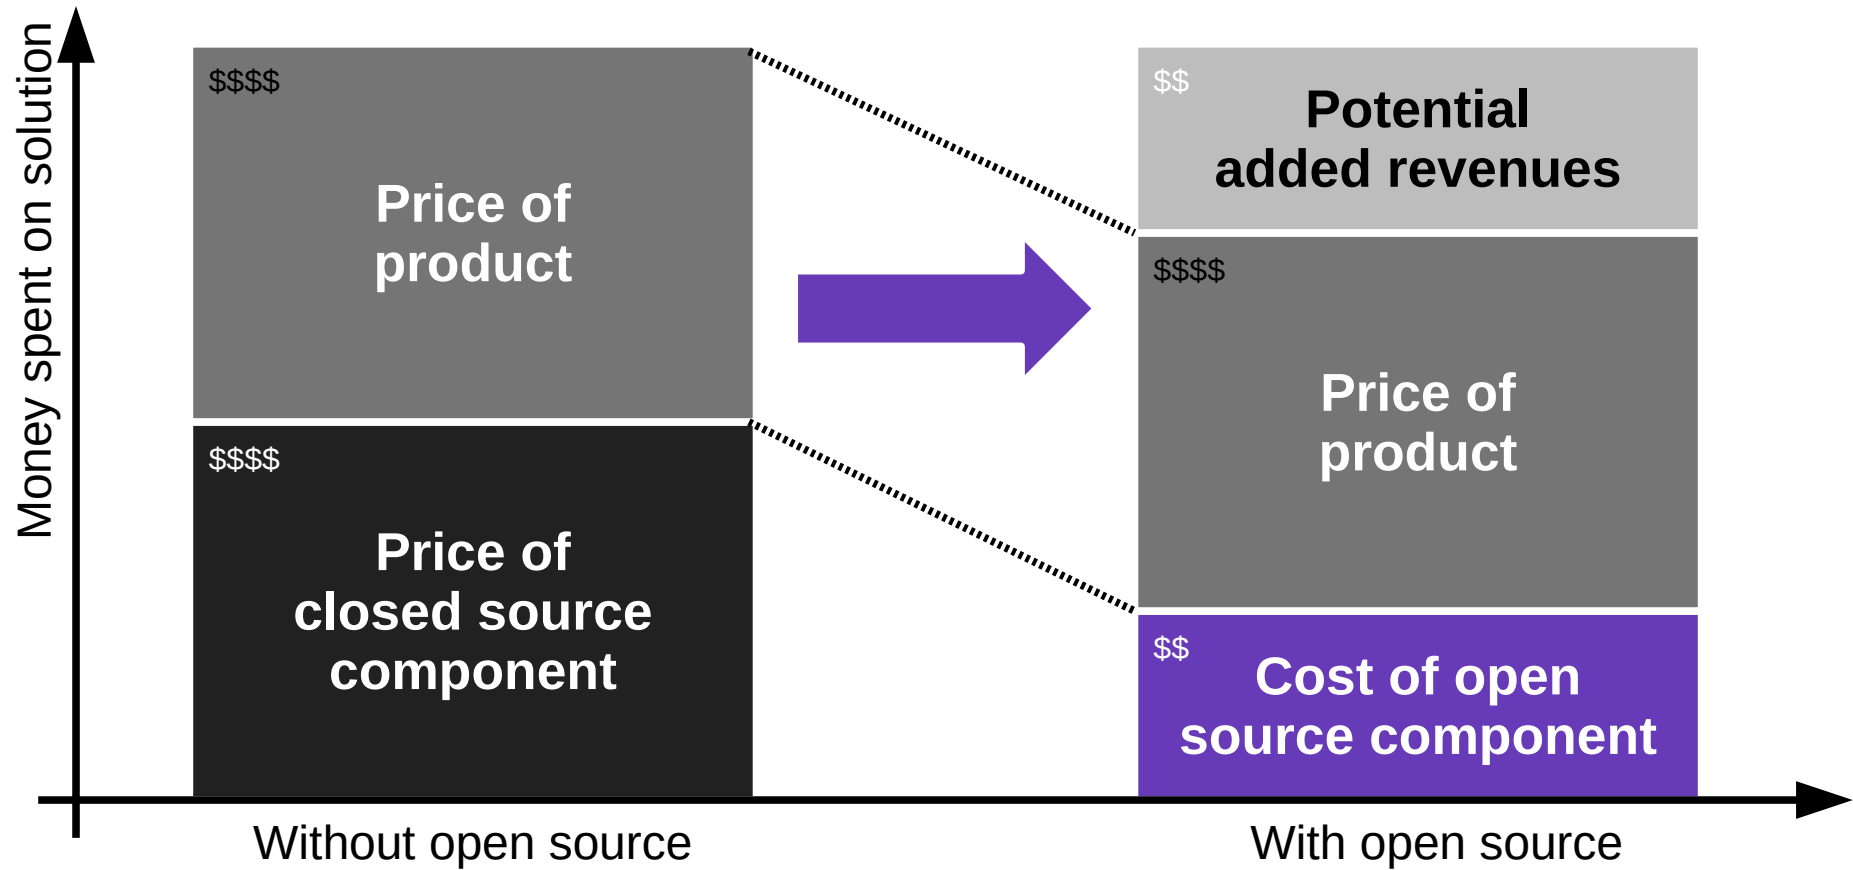 Money spent on solution
$$$$
Price of
product
$$$$
Price of
closed source
component
$$
Potential
added revenues
$$$$
Price of
product
$$
Cost of open
source component
Without open source
With open source